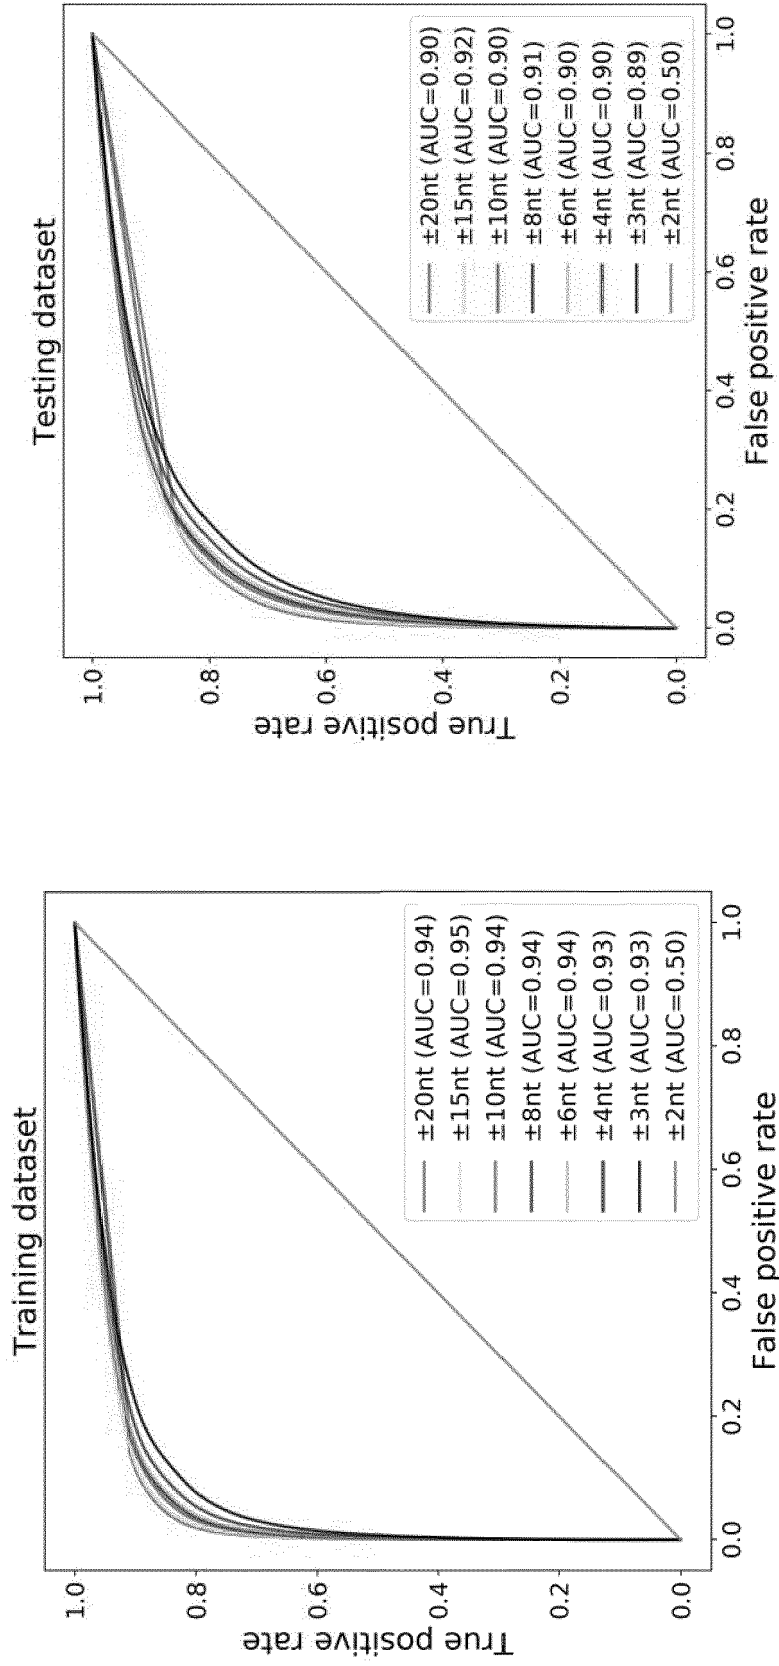 Training dataset
True positive rate
1.0
0.8
0.6
0.4
0.2
0.0
0.0
0.2
0.4
0.6
0.8
1.0
False positive rate
±20nt (AUC=0.94)
±15nt (AUC=0.95)
±10nt (AUC=0.94)
±8nt (AUC=0.94)
±6nt (AUC=0.94)
±4nt (AUC=0.93)
±3nt (AUC=0.93)
±2nt (AUC=0.50)
Testing dataset
True positive rate
1.0
0.8
0.6
0.4
0.2
0.0
0.0
0.2
0.4
0.6
0.8
1.0
False positive rate
±20nt (AUC=0.90)
±15nt (AUC=0.92)
±10nt (AUC=0.90)
±8nt (AUC=0.91)
±6nt (AUC=0.90)
±4nt (AUC=0.90)
±3nt (AUC=0.89)
±2nt (AUC=0.50)